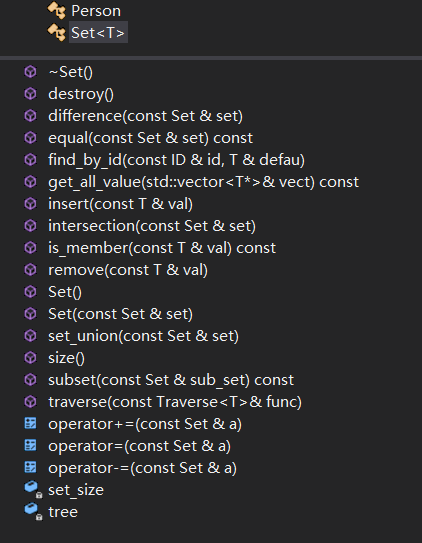 Person
Set<T>
~Set()
destroy()
difference(const Set & set)
equal(const Set & set) const
find_by_id(const ID & id, T & defau)
get_all_value(std::vector<T*>& vect) const
insert(const T & val)
intersection(const Set & set)
is_member(const T & val) const
remove(const T & val)
Set()
Set(const Set & set)
set_union(const Set & set)
size()
subset(const Set & sub_set) const
traverse(const Traverse<T>& func)
operator+=(const Set & a)
operator=(const Set & a)
operator-=(const Set & a)
set_size
tree